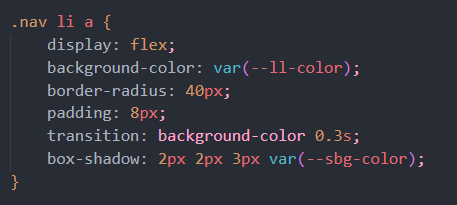 .nav li a {
    display: flex;
    background-color: var(--ll-color);
    border-radius: 40px;
    padding: 8px;
    transition: background-color 0.3s;
    box-shadow: 2px 2px 3px var(--sbg-color);
}